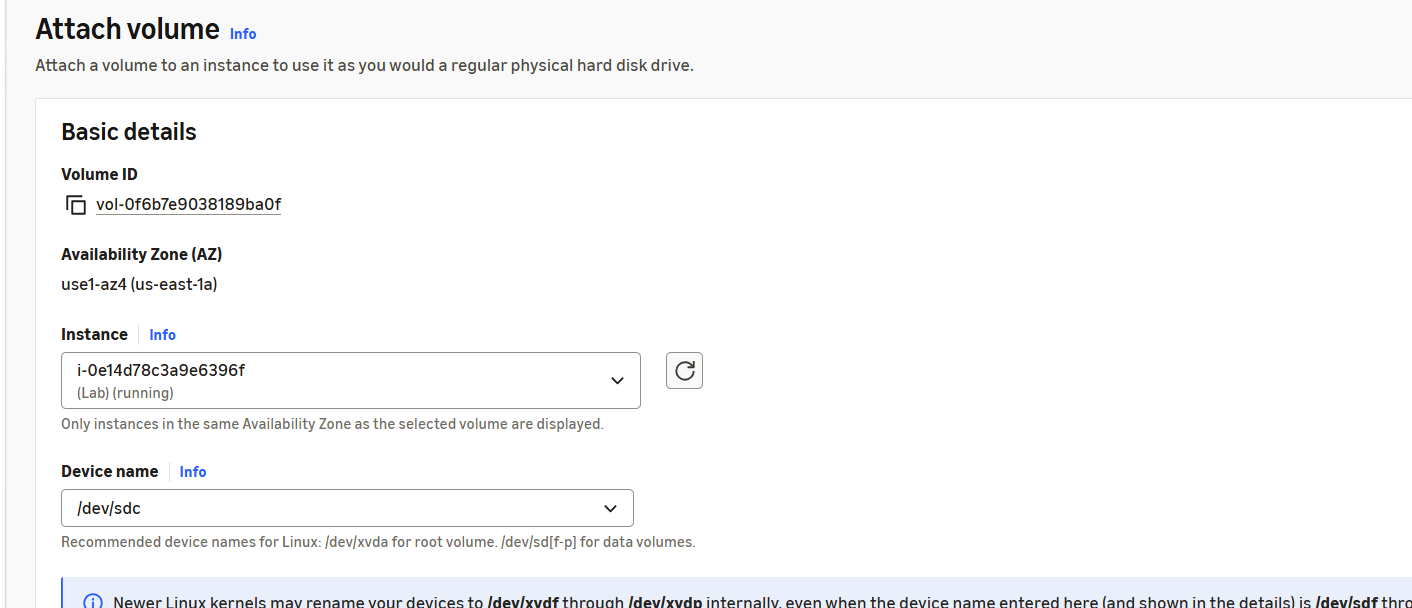 Attach volume Info
Attach a volume to an instance to use it as you would a regular physical hard disk drive.
Basic details
Volume ID
vol-0f6b7e9038189ba0f
Availability Zone (AZ)
use1-az4 (us-east-1a)
Instance Info
i-0e14d78c3a9e6396f
(Lab) (running)
Only instances in the same Availability Zone as the selected volume are displayed.
Device name Info
/dev/sdc
Recommended device names for Linux: /dev/xvda for root volume. /dev/sd[f-p] for data volumes.
Newer Linux kernels may rename your devices to /dev/xvdf through /dev/xvdp internally, even when the device name entered here (and shown in the details) is /dev/sdf thro